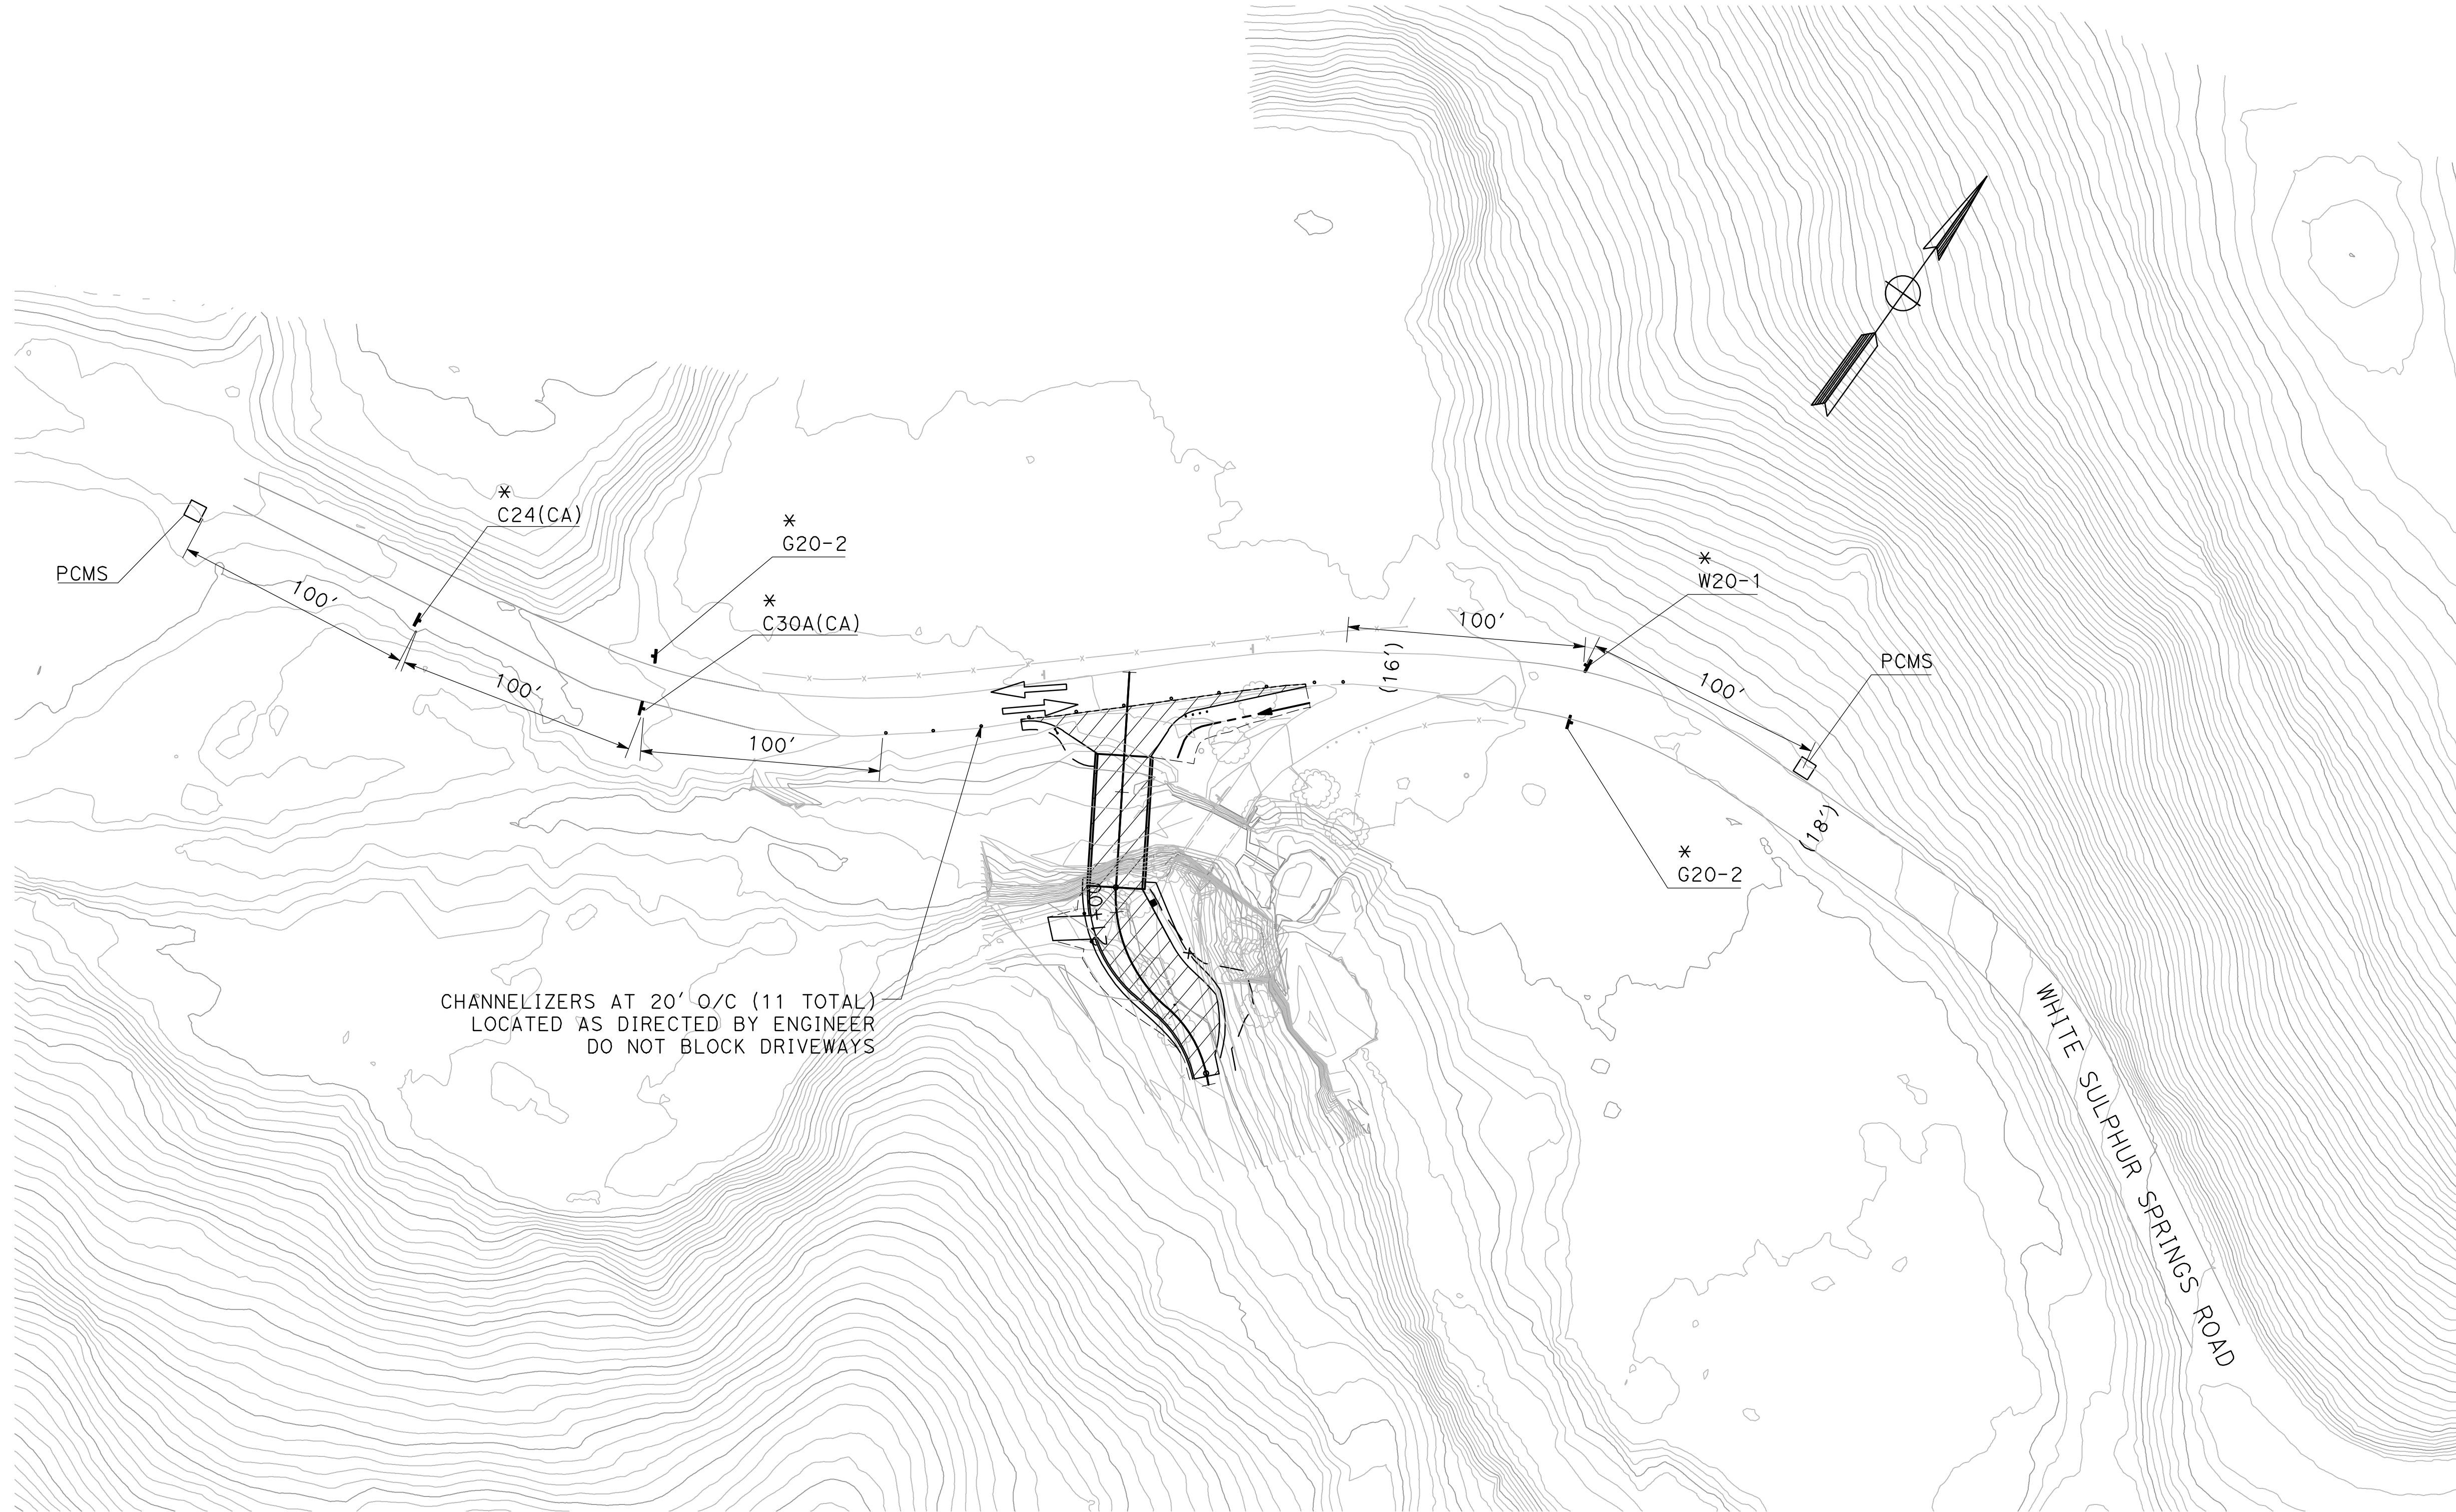 *
C24(CA)
*
G20-2
PCMS
100'
*
C30A(CA)
100'
100'
100'
(16')
*
W20-1
PCMS
100'
*
G20-2
(18')
CHANNELIZERS AT 20' O/C (11 TOTAL)
LOCATED AS DIRECTED BY ENGINEER
DO NOT BLOCK DRIVEWAYS
WHITE SULPHUR SPRINGS ROAD